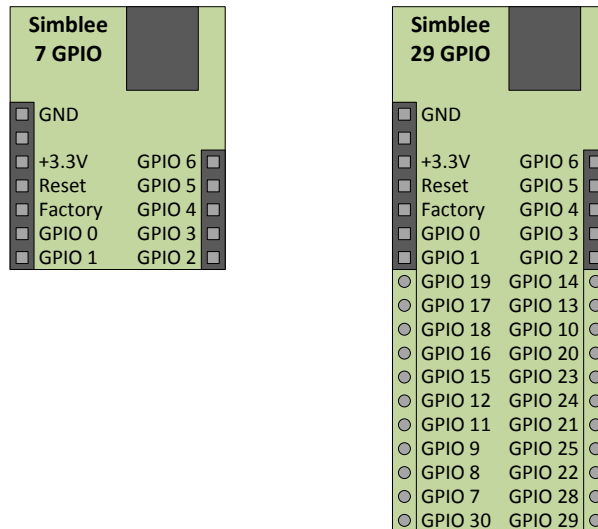 Simblee
7 GPIO
GND
+3.3V GPIO 6
Reset GPIO 5
Factory GPIO 4
GPIO 0 GPIO 3
GPIO 1 GPIO 2
Simblee
29 GPIO
GND
+3.3V GPIO 6
Reset GPIO 5
Factory GPIO 4
GPIO 0 GPIO 3
GPIO 1 GPIO 2
GPIO 19 GPIO 14
GPIO 17 GPIO 13
GPIO 18 GPIO 10
GPIO 16 GPIO 20
GPIO 15 GPIO 23
GPIO 12 GPIO 24
GPIO 11 GPIO 21
GPIO 9 GPIO 25
GPIO 8 GPIO 22
GPIO 7 GPIO 28
GPIO 30 GPIO 29